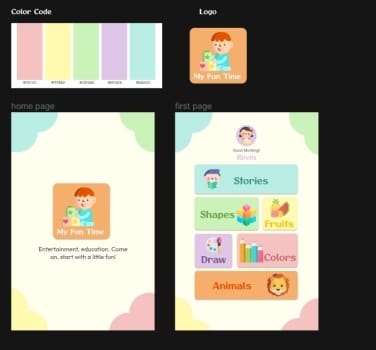 Color Code
Logo
My Fun Time
home page
first page
My Fun Time
Entertainment, education. Come
on, start with a little fun!
Good Morning!
Reem
Stories
Shapes
Fruits
Draw
Colors
Animals